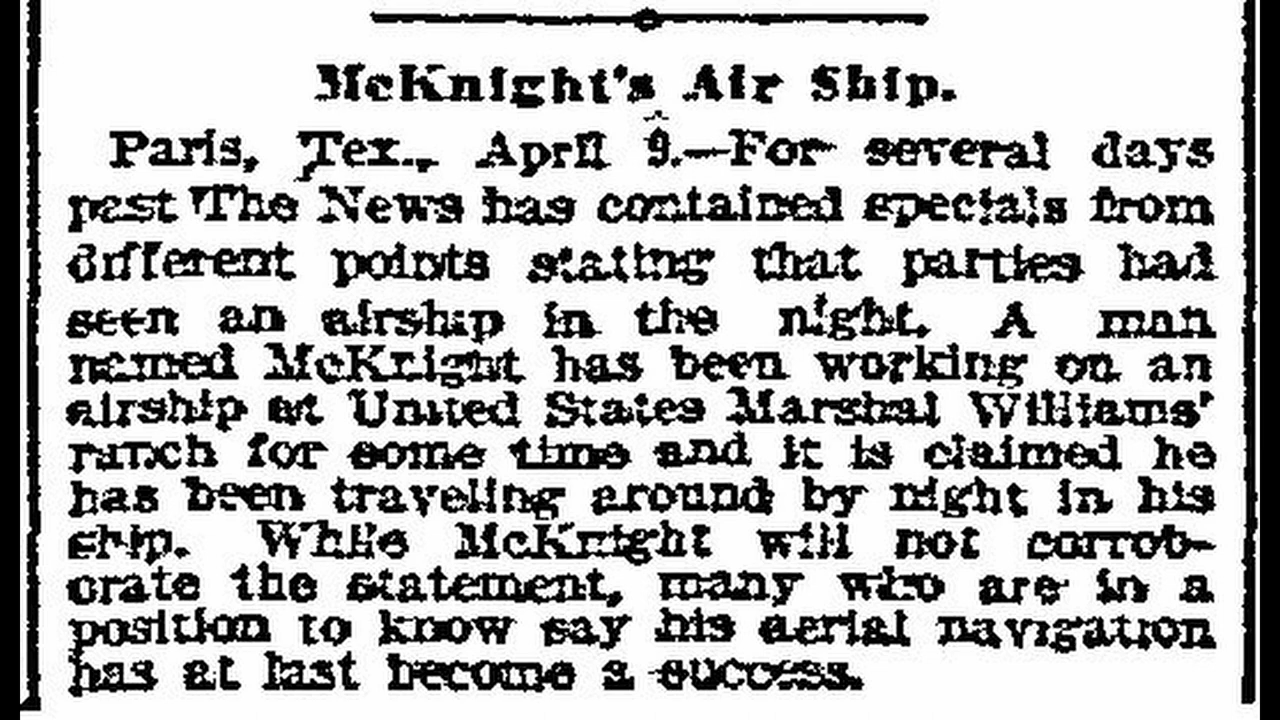 McKnight's Air Ship.
Paris, Tex., April 9.—For several days
past The News has contained specials from
different points stating that parties had
seen an airship in the night. A man
named McKnight has been working on an
airship at United States Marshal Williams'
ranch for some time and it is claimed he
has been traveling around by night in his
ship. While McKnight will not corrob-
orate the statement, many who are in a
position to know say his aerial navigation
has at last become a success.